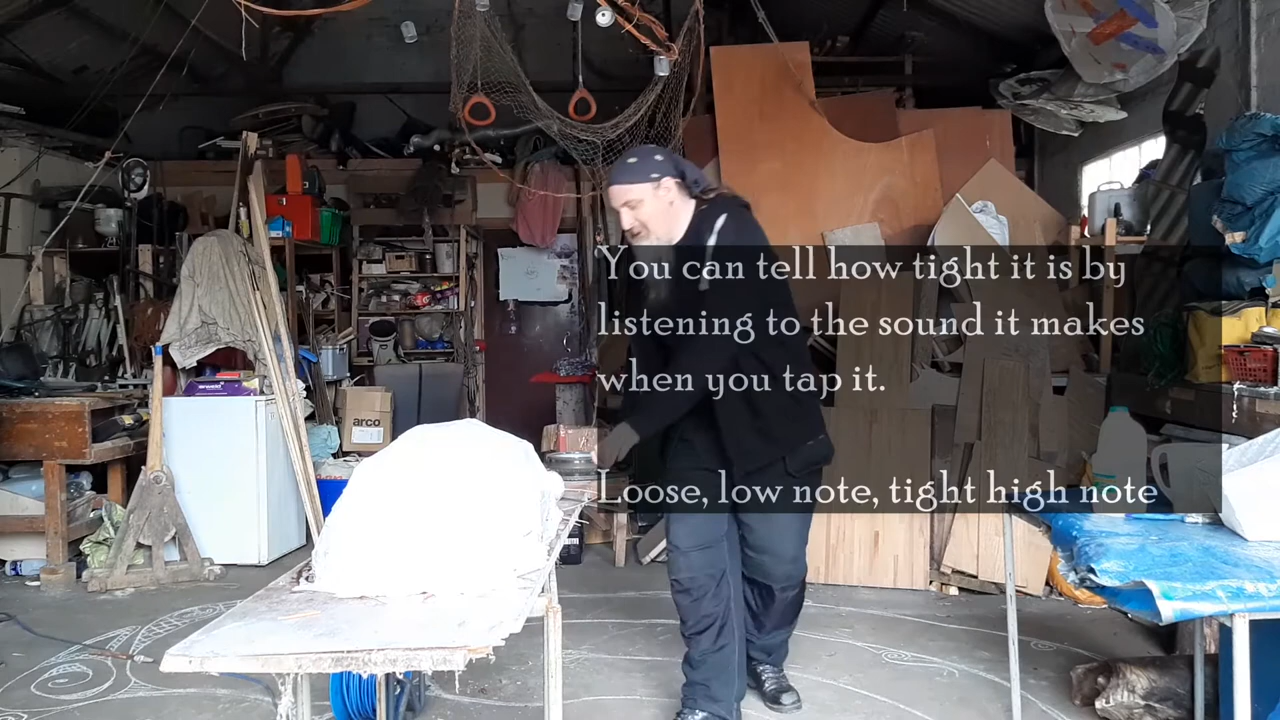 You can tell how tight it is by
listening to the sound it makes
when you tap it.
Loose, low note, tight high note
arco